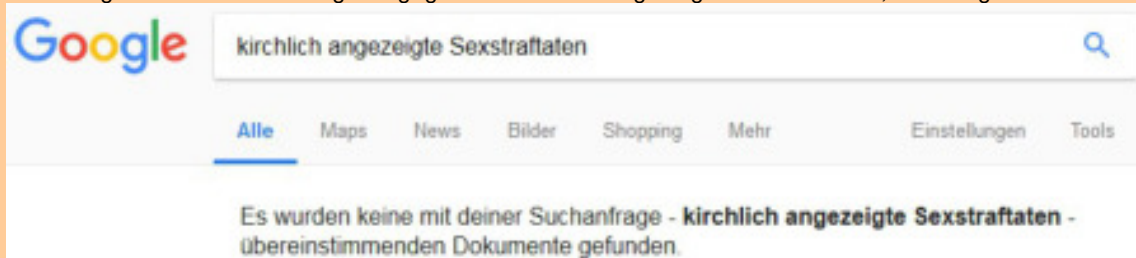 Google kirchlich angezeigte Sexstraftaten
Alle Maps News Bilder Shopping Mehr Einstellungen Tools
Es wurden keine mit deiner Suchanfrage - kirchlich angezeigte Sexstraftaten -
übereinstimmenden Dokumente gefunden.